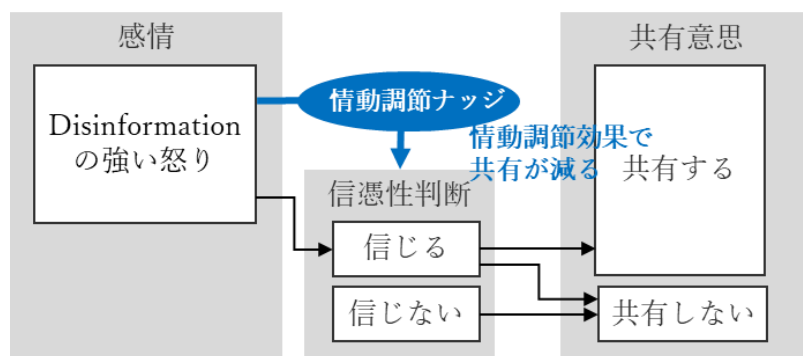 感情
Disinformation
の強い怒り
情動調節ナッジ
情動調節効果で
共有が減る
信憑性判断
信じる
信じない
共有意思
共有する
共有しない